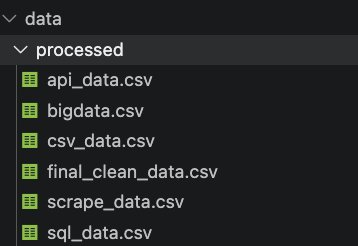 data
processed
api_data.csv
bigdata.csv
csv_data.csv
final_clean_data.csv
scrape_data.csv
sql_data.csv